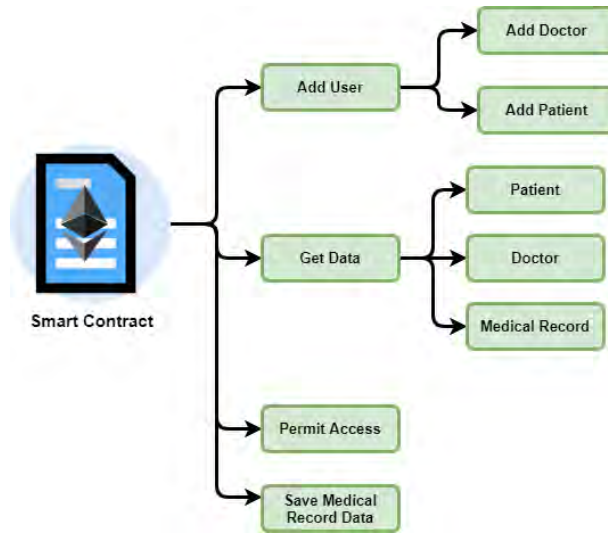 Smart Contract
Add User
Add Doctor
Add Patient
Get Data
Patient
Doctor
Medical Record
Permit Access
Save Medical
Record Data